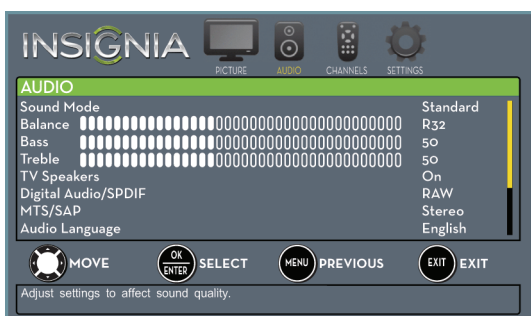 INSIGNIA
PICTURE AUDIO CHANNELS SETTINGS
AUDIO
Sound Mode Standard
Balance R32
Bass 50
Treble 50
TV Speakers On
Digital Audio/SPDIF RAW
MTS/SAP Stereo
Audio Language English
MOVE OK ENTER SELECT MENU PREVIOUS EXIT EXIT
Adjust settings to affect sound quality.